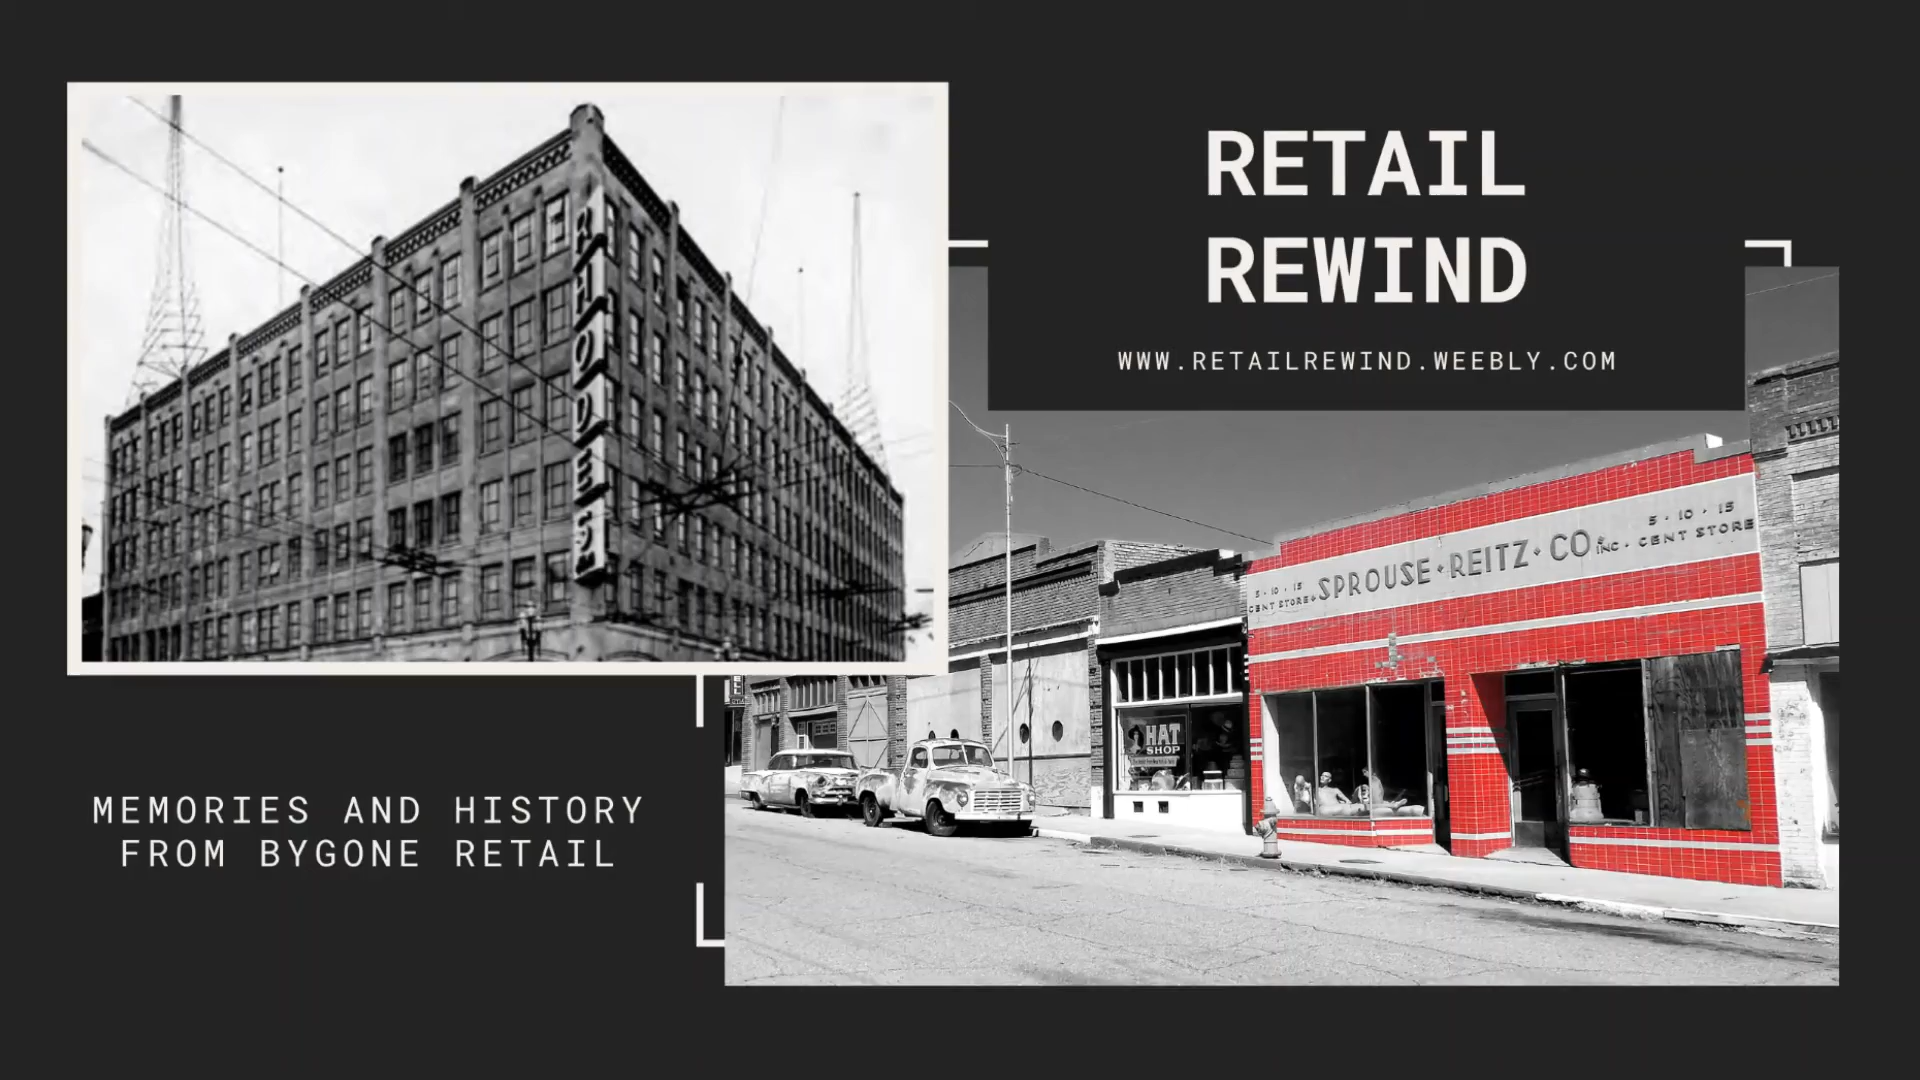 RETAIL
REWIND
WWW.RETAILREWIND.WEEBLY.COM
RHODES
5 · 10 · 15
CENT STORE
SPROUSE · REITZ · CO.
INC.
5 · 10 · 15
CENT STORE
HAT
SHOP
MEMORIES AND HISTORY
FROM BYGONE RETAIL